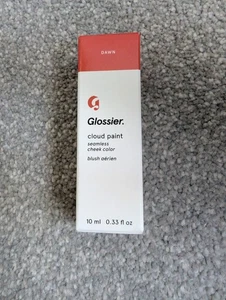 DAWN
G
Glossier.
cloud paint
seamless
cheek color
blush aérien
10 ml 0.33 fl oz